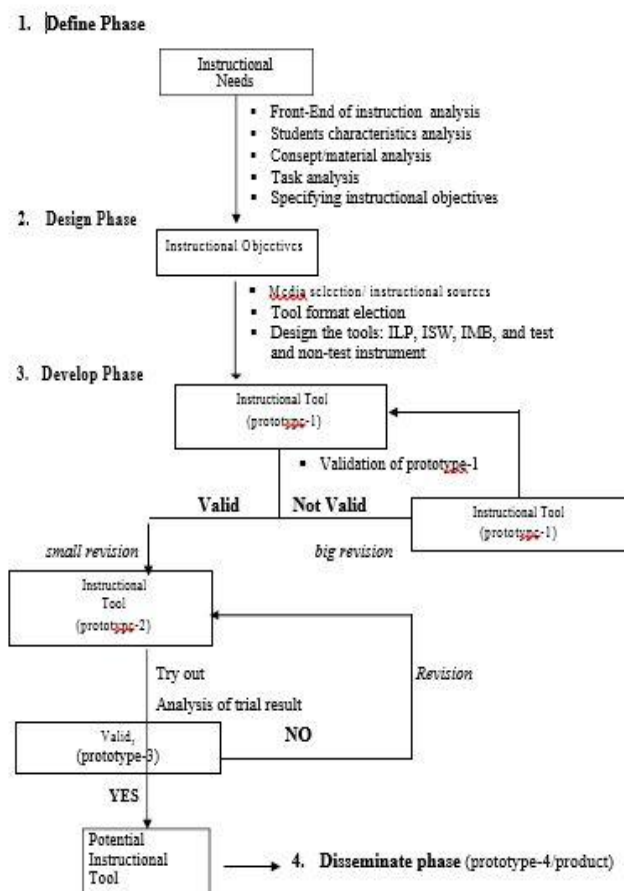 1. Define Phase
Instructional
Needs
▪ Front-End of instruction analysis
▪ Students characteristics analysis
▪ Consept/material analysis
▪ Task analysis
▪ Specifying instructional objectives
2. Design Phase
Instructional Objectives
▪ Media selection/ instructional sources
▪ Tool format election
▪ Design the tools: ILP, ISW, IMB, and test
and non-test instrument
3. Develop Phase
Instructional Tool
(prototype-1)
▪ Validation of prototype-1
Valid
Not Valid
Instructional Tool
(prototype-1)
small revision
big revision
Instructional
Tool
(prototype-2)
Try out
Revision
Analysis of trial result
Valid,
(prototype-3)
NO
YES
Potential
Instructional
Tool
4. Disseminate phase (prototype-4/product)